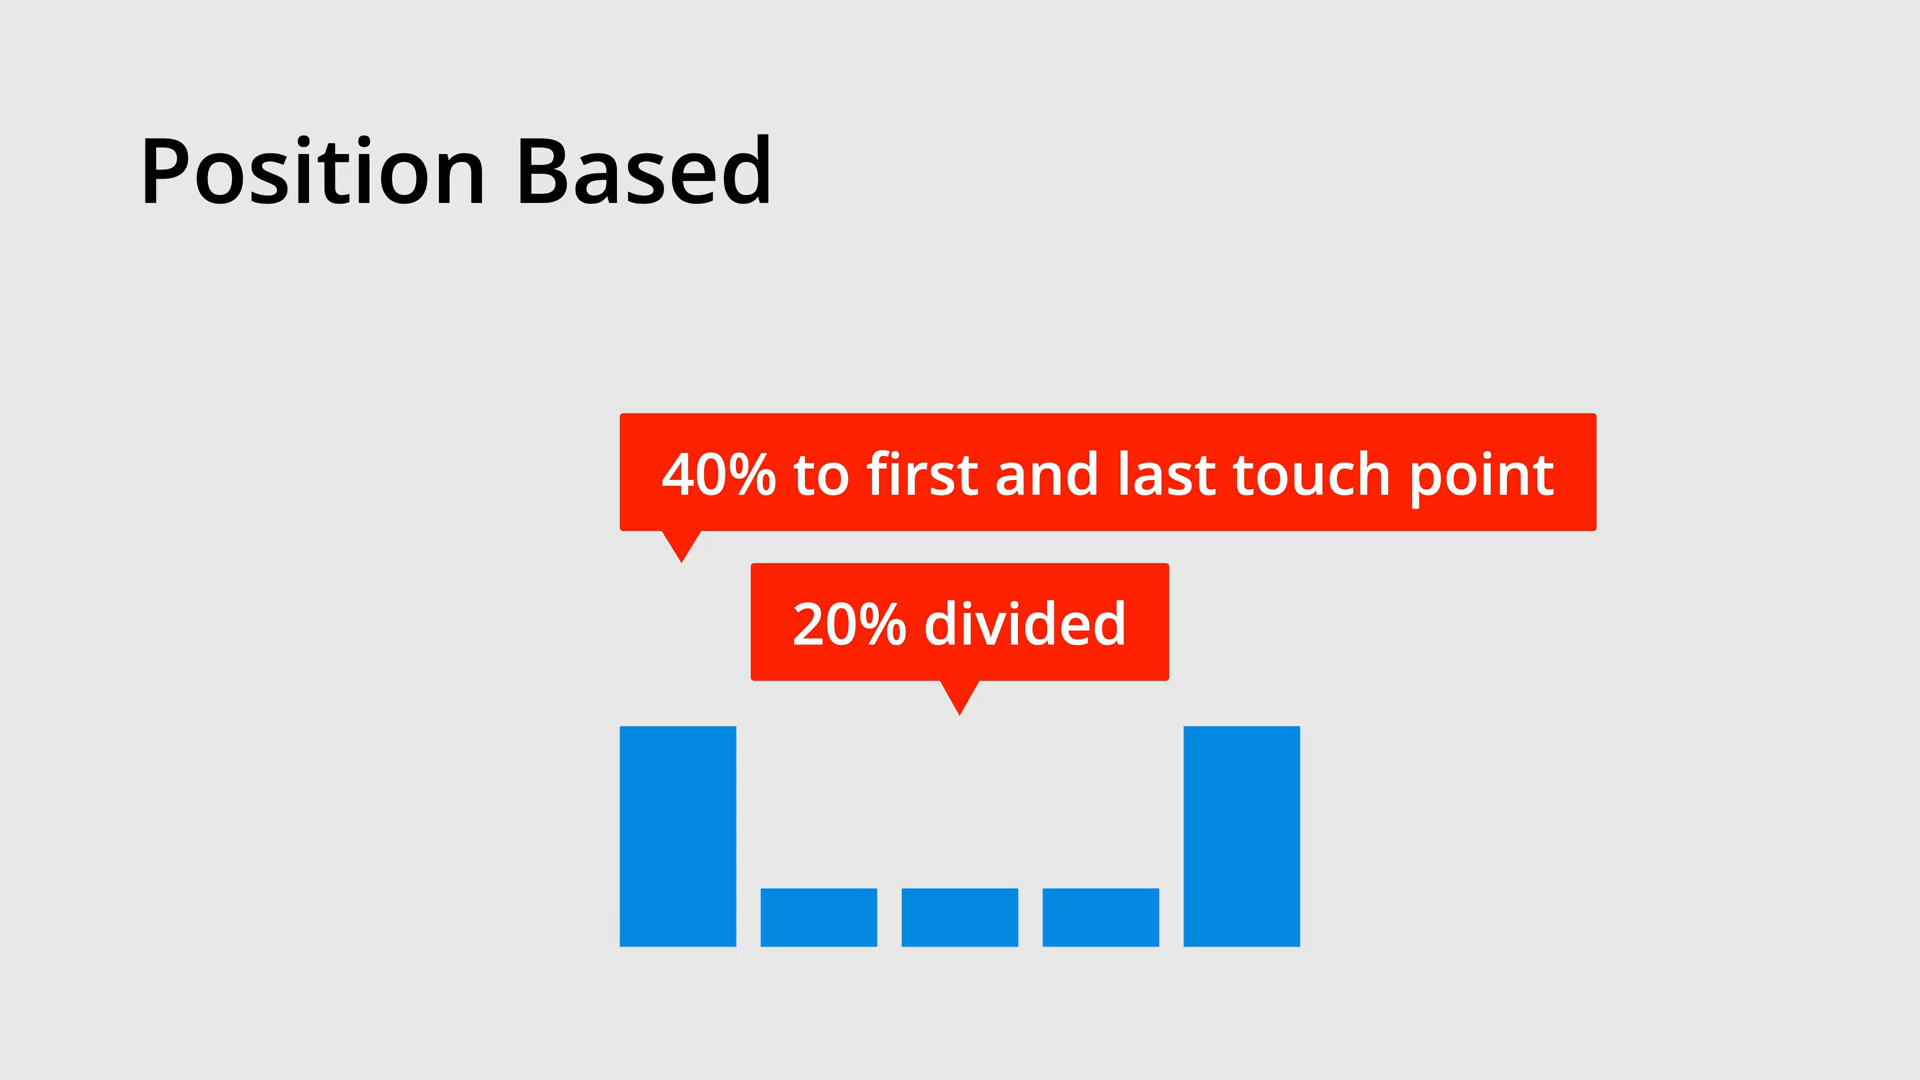 Position Based
40% to first and last touch point
20% divided